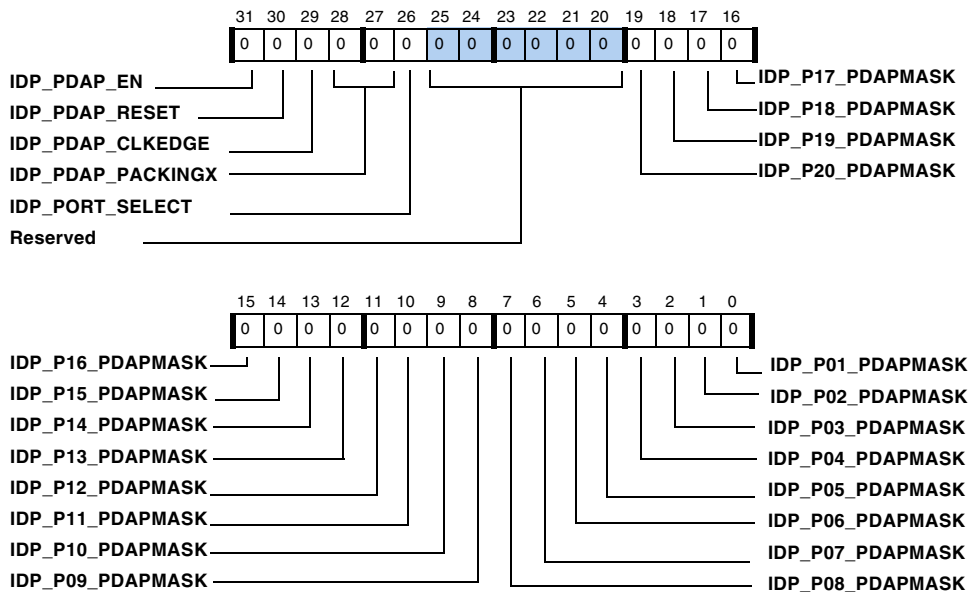 31 30 29 28 27 26 25 24 23 22 21 20 19 18 17 16
0 0 0 0 0 0 0 0 0 0 0 0 0 0 0 0
IDP_PDAP_EN
IDP_PDAP_RESET
IDP_PDAP_CLKEDGE
IDP_PDAP_PACKINGX
IDP_PORT_SELECT
Reserved
IDP_P17_PDAPMASK
IDP_P18_PDAPMASK
IDP_P19_PDAPMASK
IDP_P20_PDAPMASK
15 14 13 12 11 10 9 8 7 6 5 4 3 2 1 0
0 0 0 0 0 0 0 0 0 0 0 0 0 0 0 0
IDP_P16_PDAPMASK
IDP_P15_PDAPMASK
IDP_P14_PDAPMASK
IDP_P13_PDAPMASK
IDP_P12_PDAPMASK
IDP_P11_PDAPMASK
IDP_P10_PDAPMASK
IDP_P09_PDAPMASK
IDP_P01_PDAPMASK
IDP_P02_PDAPMASK
IDP_P03_PDAPMASK
IDP_P04_PDAPMASK
IDP_P05_PDAPMASK
IDP_P06_PDAPMASK
IDP_P07_PDAPMASK
IDP_P08_PDAPMASK